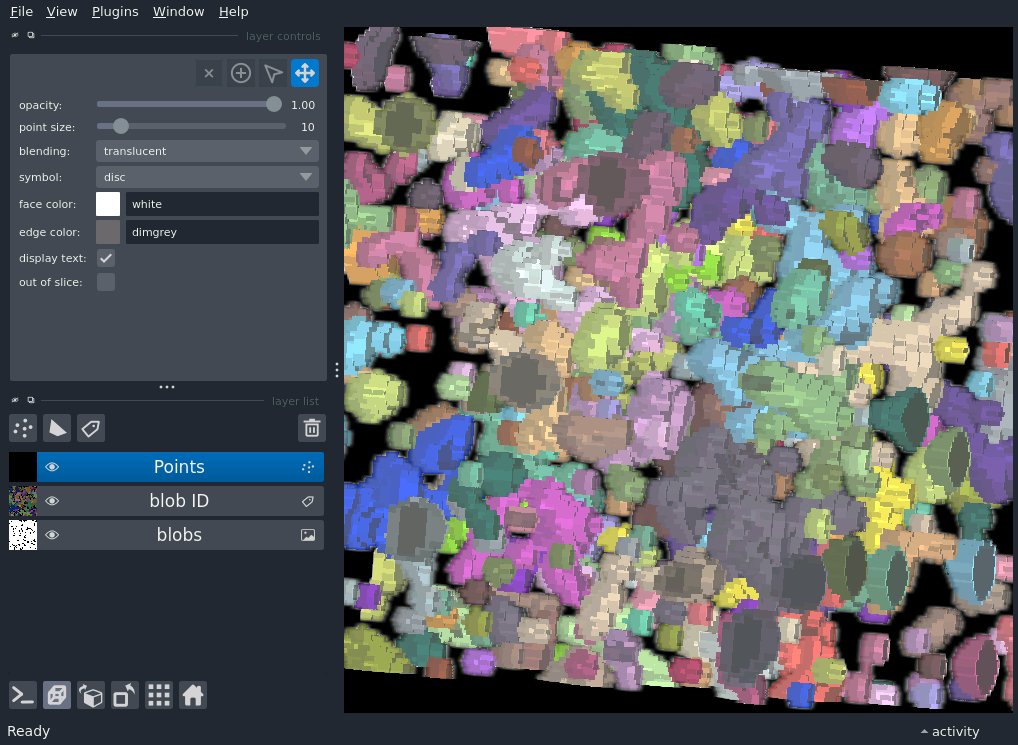 File View Plugins Window Help
layer controls
opacity: 1.00
point size: 10
blending: translucent
symbol: disc
face color: white
edge color: dimgrey
display text:
out of slice:
layer list
Points
blob ID
blobs
Ready
activity